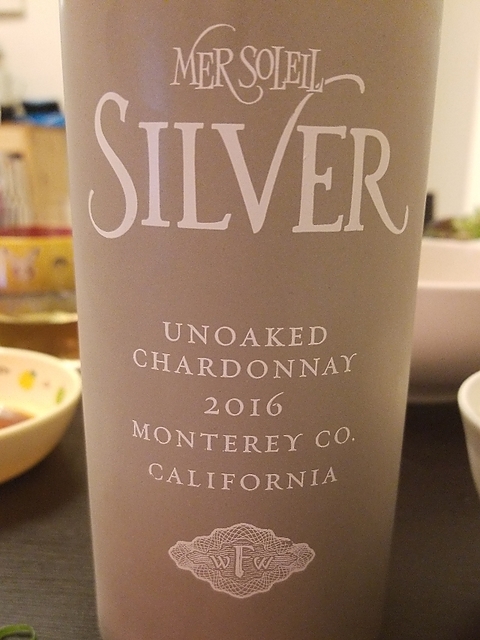 MER SOLEIL
SILVER
UNOAKED
CHARDONNAY
2016
MONTEREY CO.
CALIFORNIA
WFW